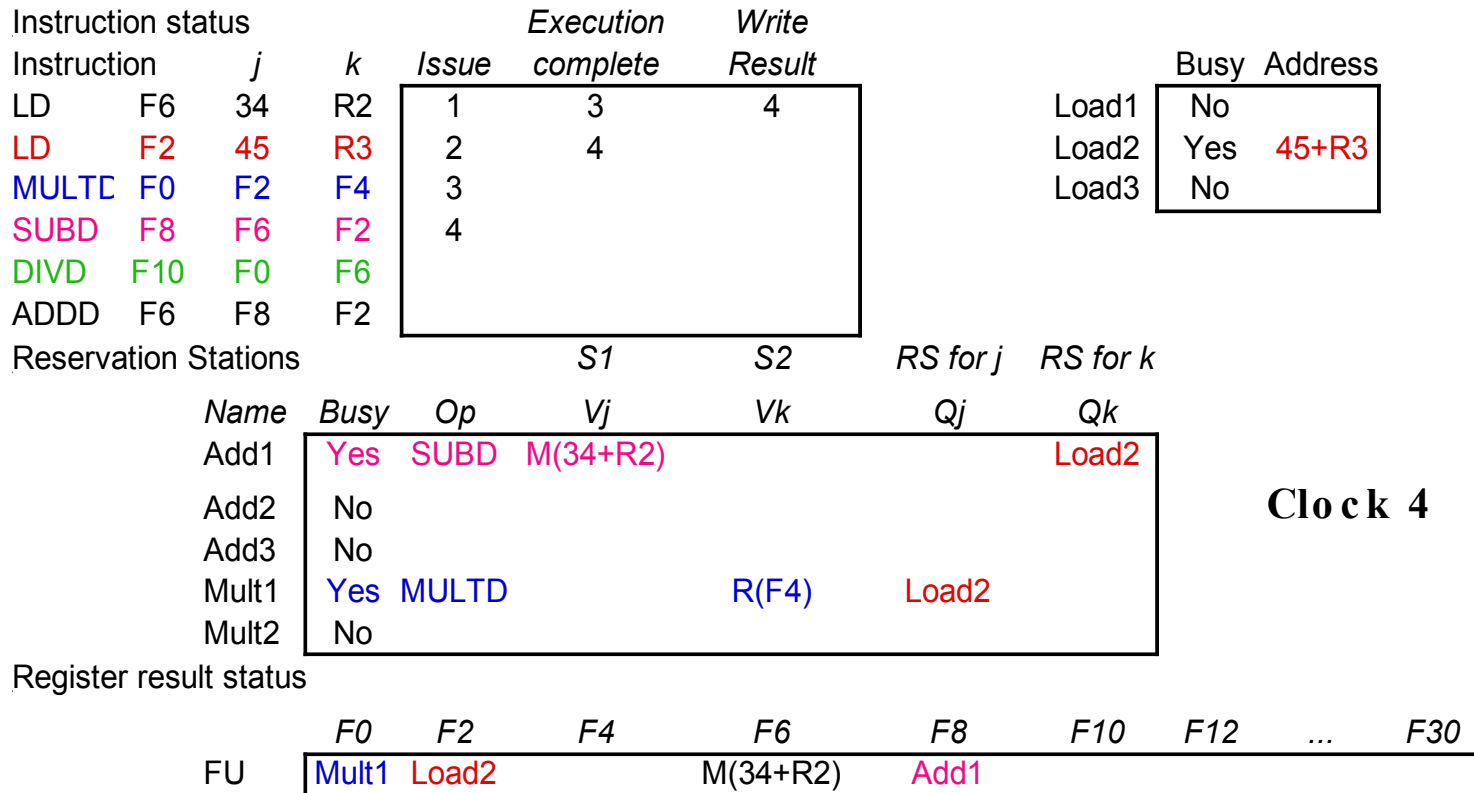 Instruction status Execution Write
Instruction j k Issue complete Result Busy Address
LD F6 34 R2 1 3 4 Load1 No
LD F2 45 R3 2 4 Load2 Yes 45+R3
MULTD F0 F2 F4 3 Load3 No
SUBD F8 F6 F2 4
DIVD F10 F0 F6
ADDD F6 F8 F2
Reservation Stations S1 S2 RS for j RS for k
Name Busy Op Vj Vk Qj Qk
Add1 Yes SUBD M(34+R2) Load2
Add2 No Clock 4
Add3 No
Mult1 Yes MULTD R(F4) Load2
Mult2 No
Register result status
F0 F2 F4 F6 F8 F10 F12 ... F30
FU Mult1 Load2 M(34+R2) Add1